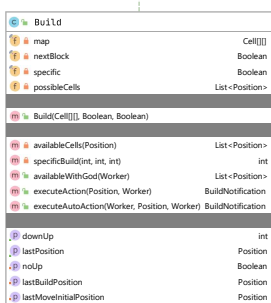 Build
map Cell[][]
nextBlock Boolean
specific Boolean
possibleCells List<Position>
Build(Cell[][], Boolean, Boolean)
availableCells(Position) List<Position>
specificBuild(int, int, int) int
availableWithGod(Worker) List<Position>
executeAction(Position, Worker) BuildNotification
executeAutoAction(Worker, Position, Worker) BuildNotification
downUp int
lastPosition Position
noUp Boolean
lastBuildPosition Position
lastMoveInitialPosition Position